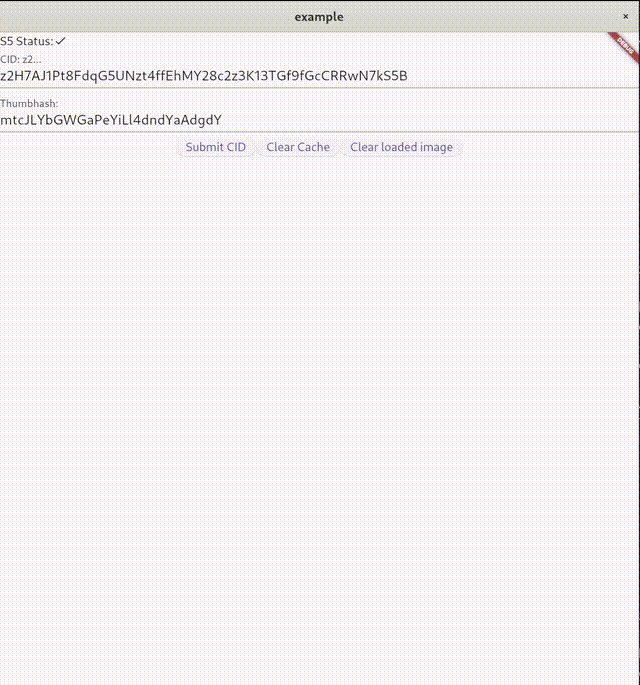 example
×
S5 Status: ✓
DEBUG
CID: z2...
z2H7AJ1Pt8FdqG5UNzt4ffEhMY28c2z3K13TGf9fGcCRRwN7kS5B
Thumbhash:
mtcJLYbGWGaPeYiLl4dndYaAdgdY
Submit CID Clear Cache Clear loaded image